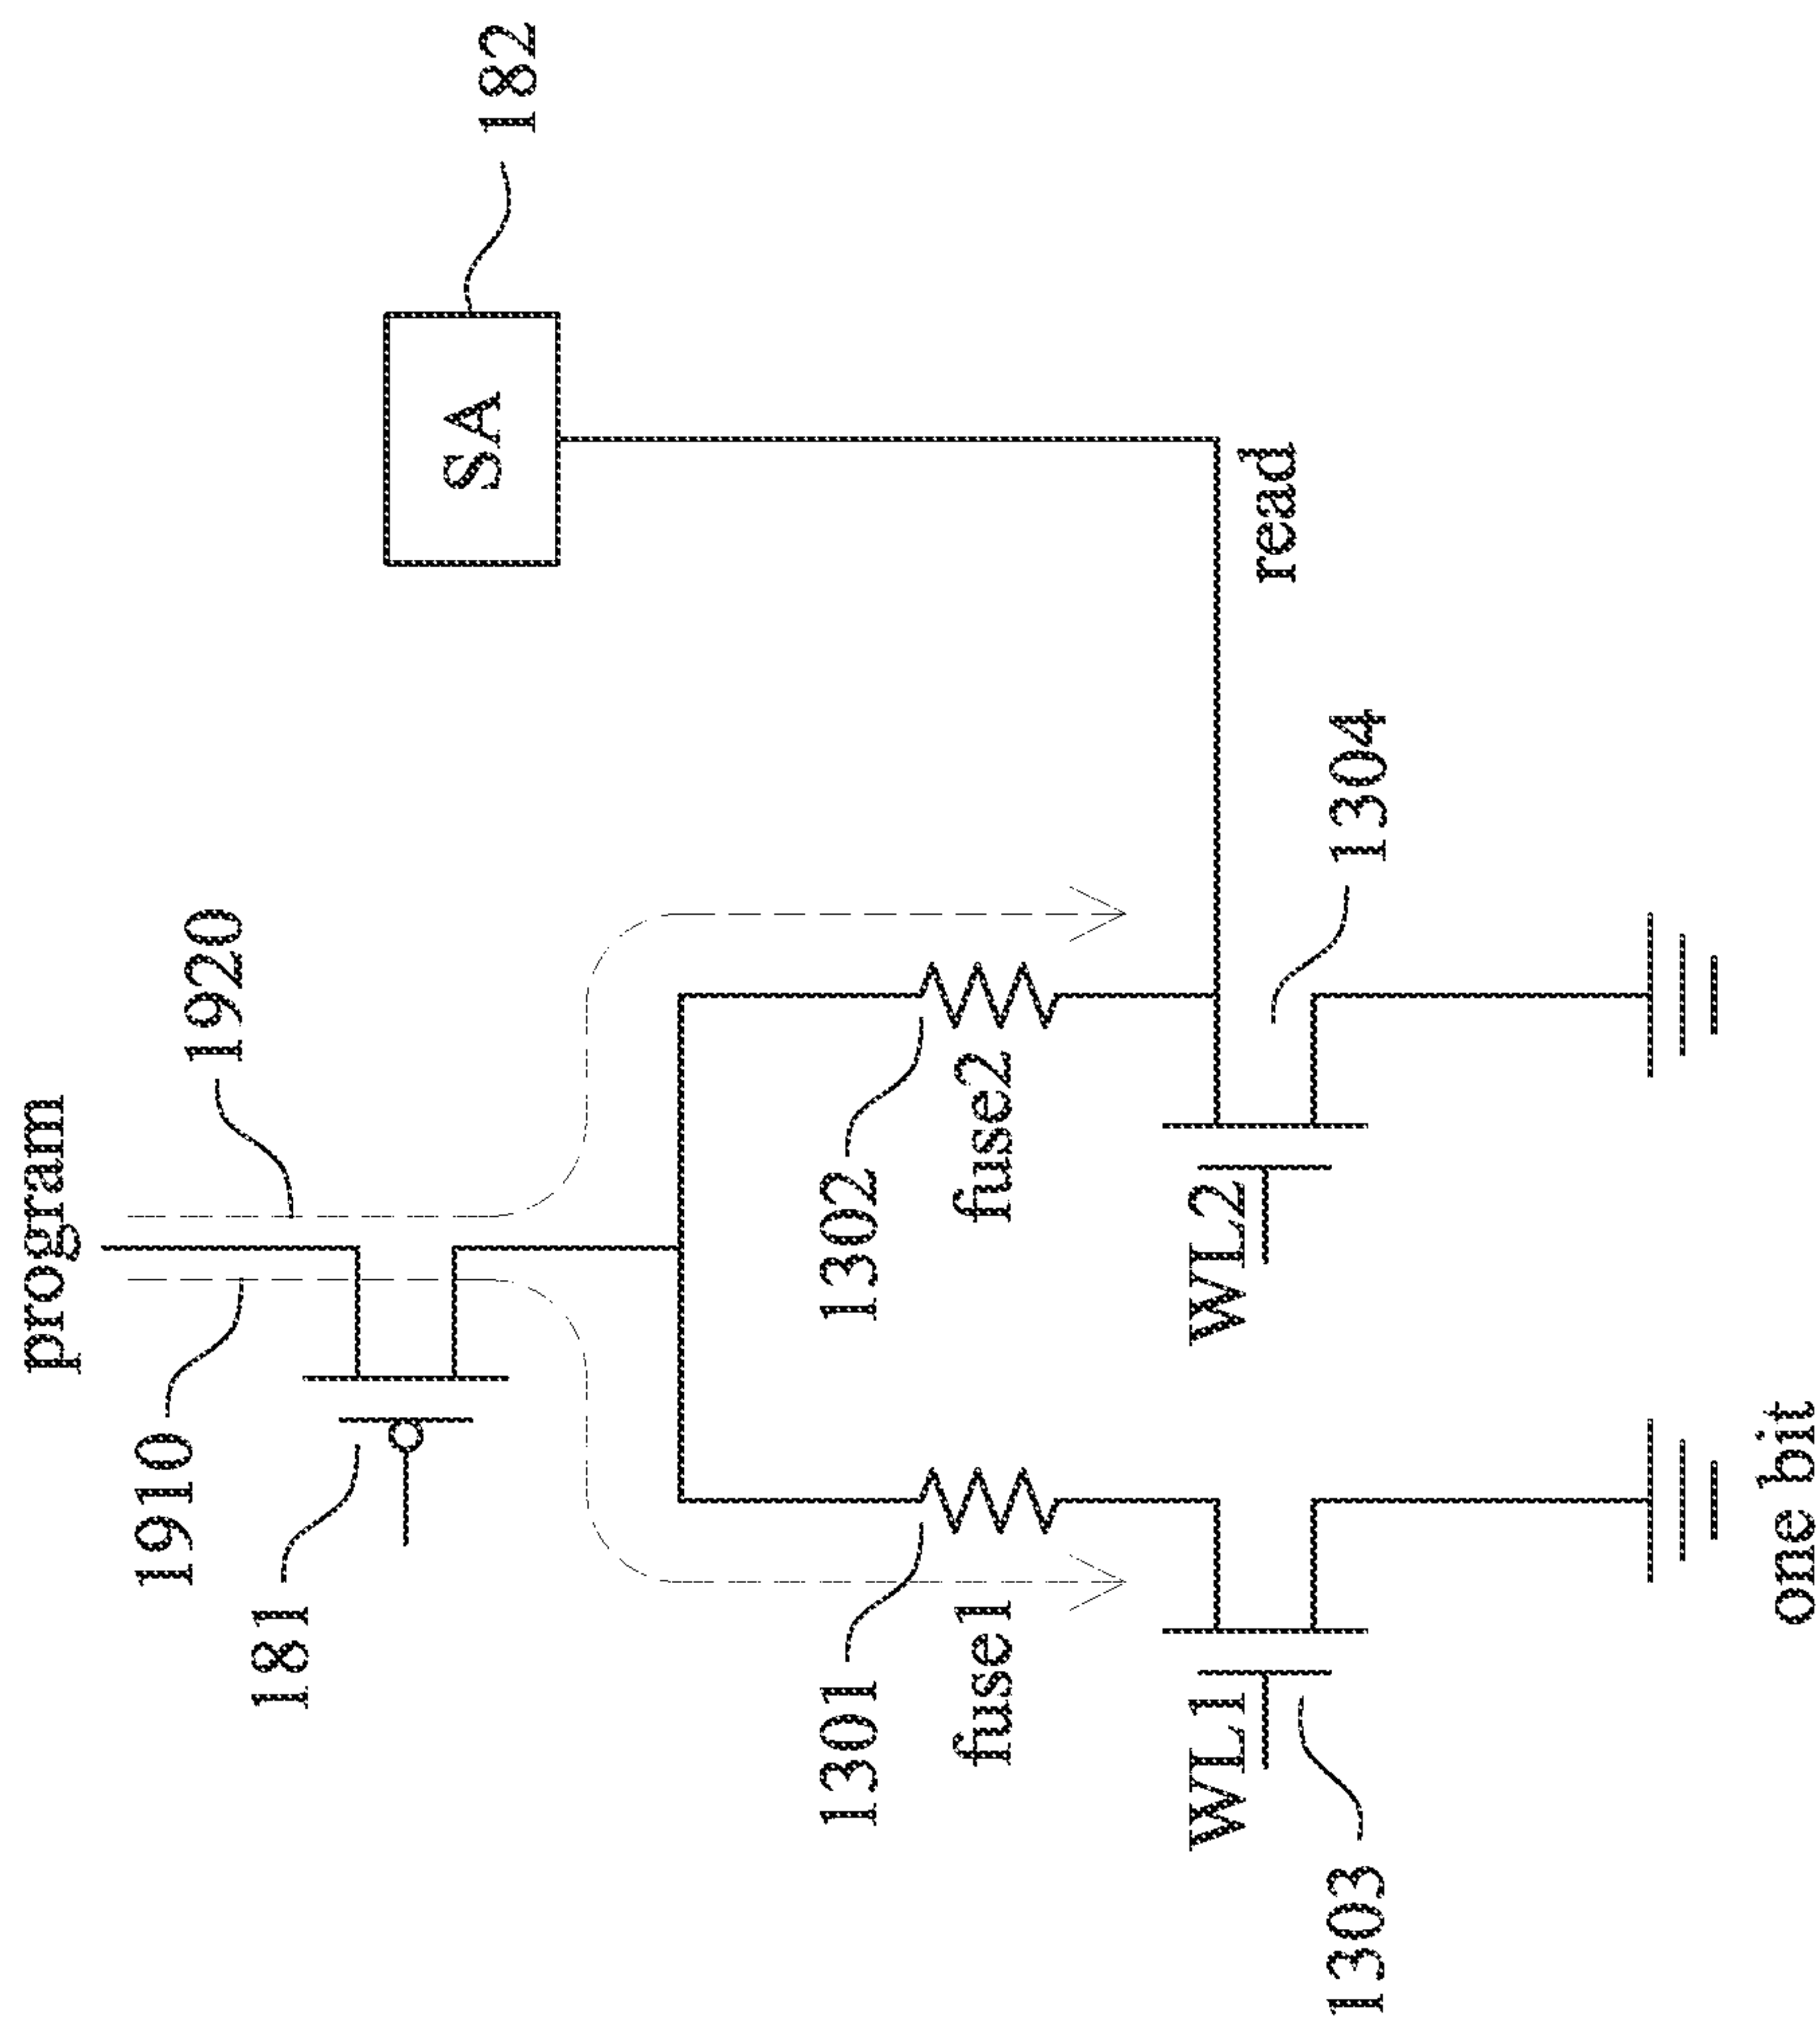 program
1910
1920
181
SA
182
1301
1302
fuse1
fuse2
WL1
WL2
read
1303
1304
one bit